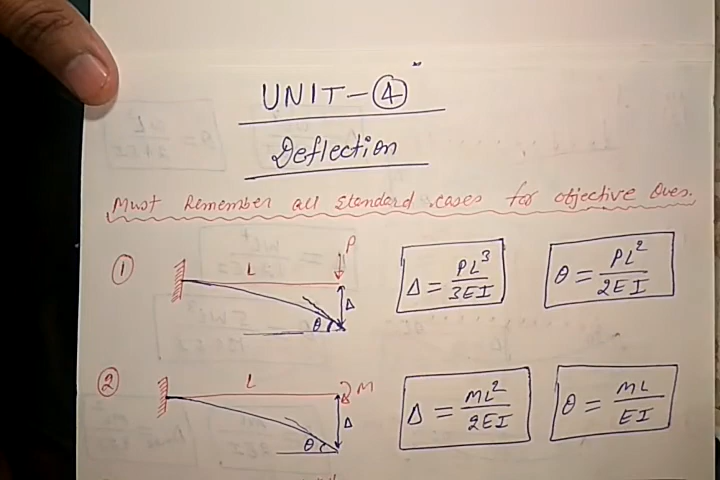 UNIT-④
Deflection
Must Remember all standard cases for objective Ques.
① L P Δ θ Δ = PL³/3EI θ = PL²/2EI
② L M Δ θ Δ = ML²/2EI θ = ML/EI